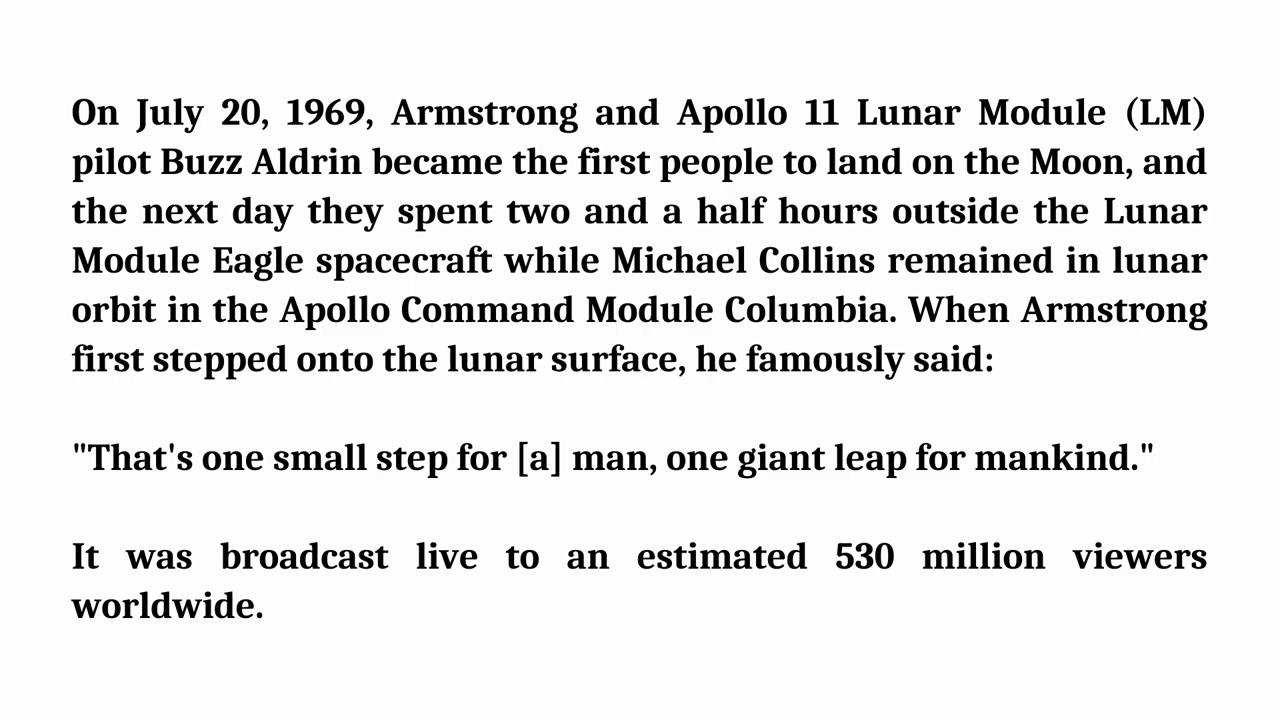 On July 20, 1969, Armstrong and Apollo 11 Lunar Module (LM)
pilot Buzz Aldrin became the first people to land on the Moon, and
the next day they spent two and a half hours outside the Lunar
Module Eagle spacecraft while Michael Collins remained in lunar
orbit in the Apollo Command Module Columbia. When Armstrong
first stepped onto the lunar surface, he famously said:
"That's one small step for [a] man, one giant leap for mankind."
It was broadcast live to an estimated 530 million viewers
worldwide.